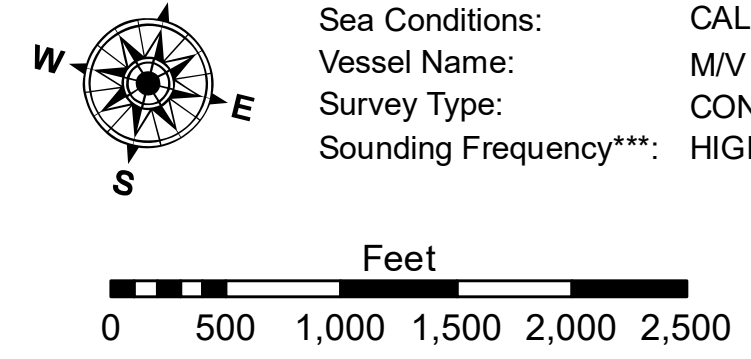 W
E
S
Sea Conditions:
Vessel Name: M/V
Survey Type:
Sounding Frequency***:
Feet
0 500 1,000 1,500 2,000 2,500